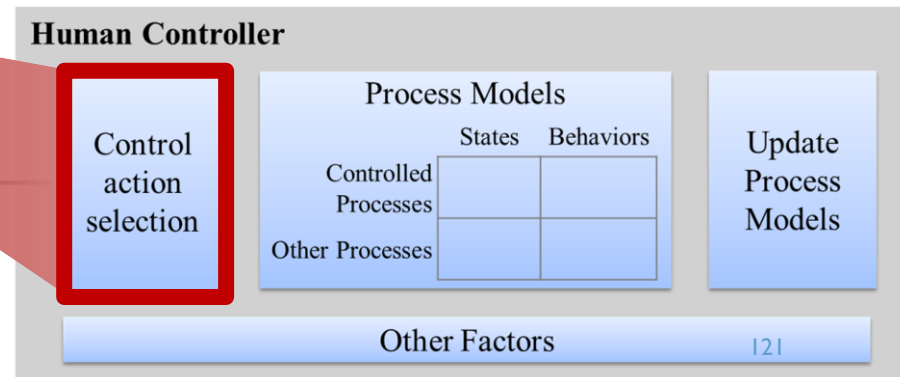 Human Controller
Control
action
selection
Process Models
States Behaviors
Controlled
Processes
Other Processes
Update
Process
Models
Other Factors
121